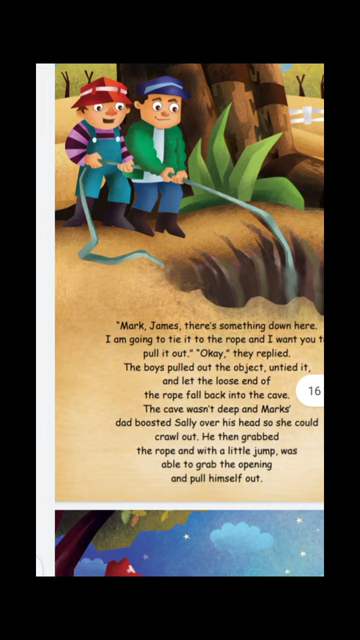 “Mark, James, there’s something down here.
I am going to tie it to the rope and I want you t
pull it out.” “Okay,” they replied.
The boys pulled out the object, untied it,
and let the loose end of
the rope fall back into the cave.
16
The cave wasn’t deep and Marks’
dad boosted Sally over his head so she could
crawl out. He then grabbed
the rope and with a little jump, was
able to grab the opening
and pull himself out.